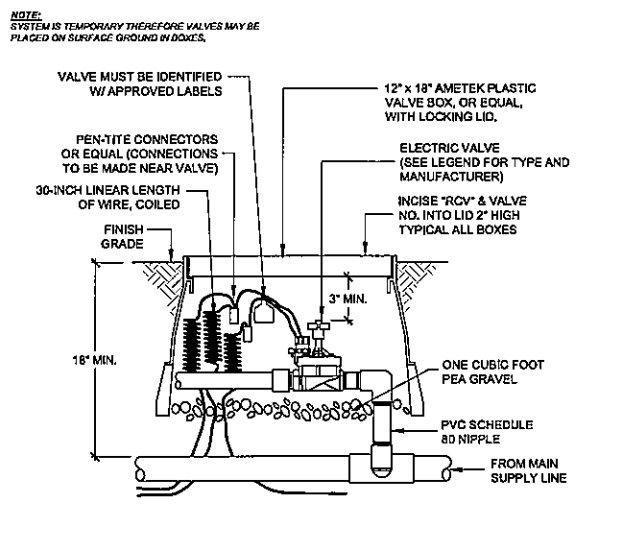 NOTE:
SYSTEM IS TEMPORARY THEREFORE VALVES MAY BE
PLACED ON SURFACE GROUND IN BOXES.
VALVE MUST BE IDENTIFIED
W/ APPROVED LABELS
12" x 18" AMETEK PLASTIC
VALVE BOX, OR EQUAL,
WITH LOCKING LID.
PEN-TITE CONNECTORS
OR EQUAL (CONNECTIONS
TO BE MADE NEAR VALVE)
ELECTRIC VALVE
(SEE LEGEND FOR TYPE AND
MANUFACTURER)
30-INCH LINEAR LENGTH
OF WIRE, COILED
INCISE "RCV" & VALVE
NO. INTO LID 2" HIGH
TYPICAL ALL BOXES
FINISH
GRADE
3" MIN.
18" MIN.
ONE CUBIC FOOT
PEA GRAVEL
PVC SCHEDULE
80 NIPPLE
FROM MAIN
SUPPLY LINE